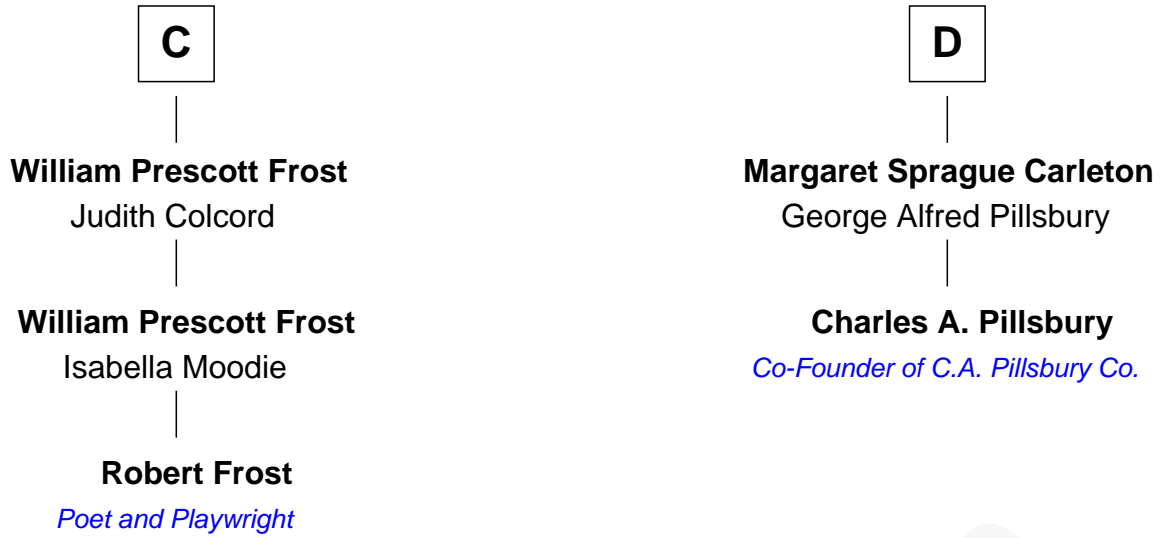 C
William Prescott Frost
Judith Colcord
William Prescott Frost
Isabella Moodie
Robert Frost
Poet and Playwright
D
Margaret Sprague Carleton
George Alfred Pillsbury
Charles A. Pillsbury
Co-Founder of C.A. Pillsbury Co.